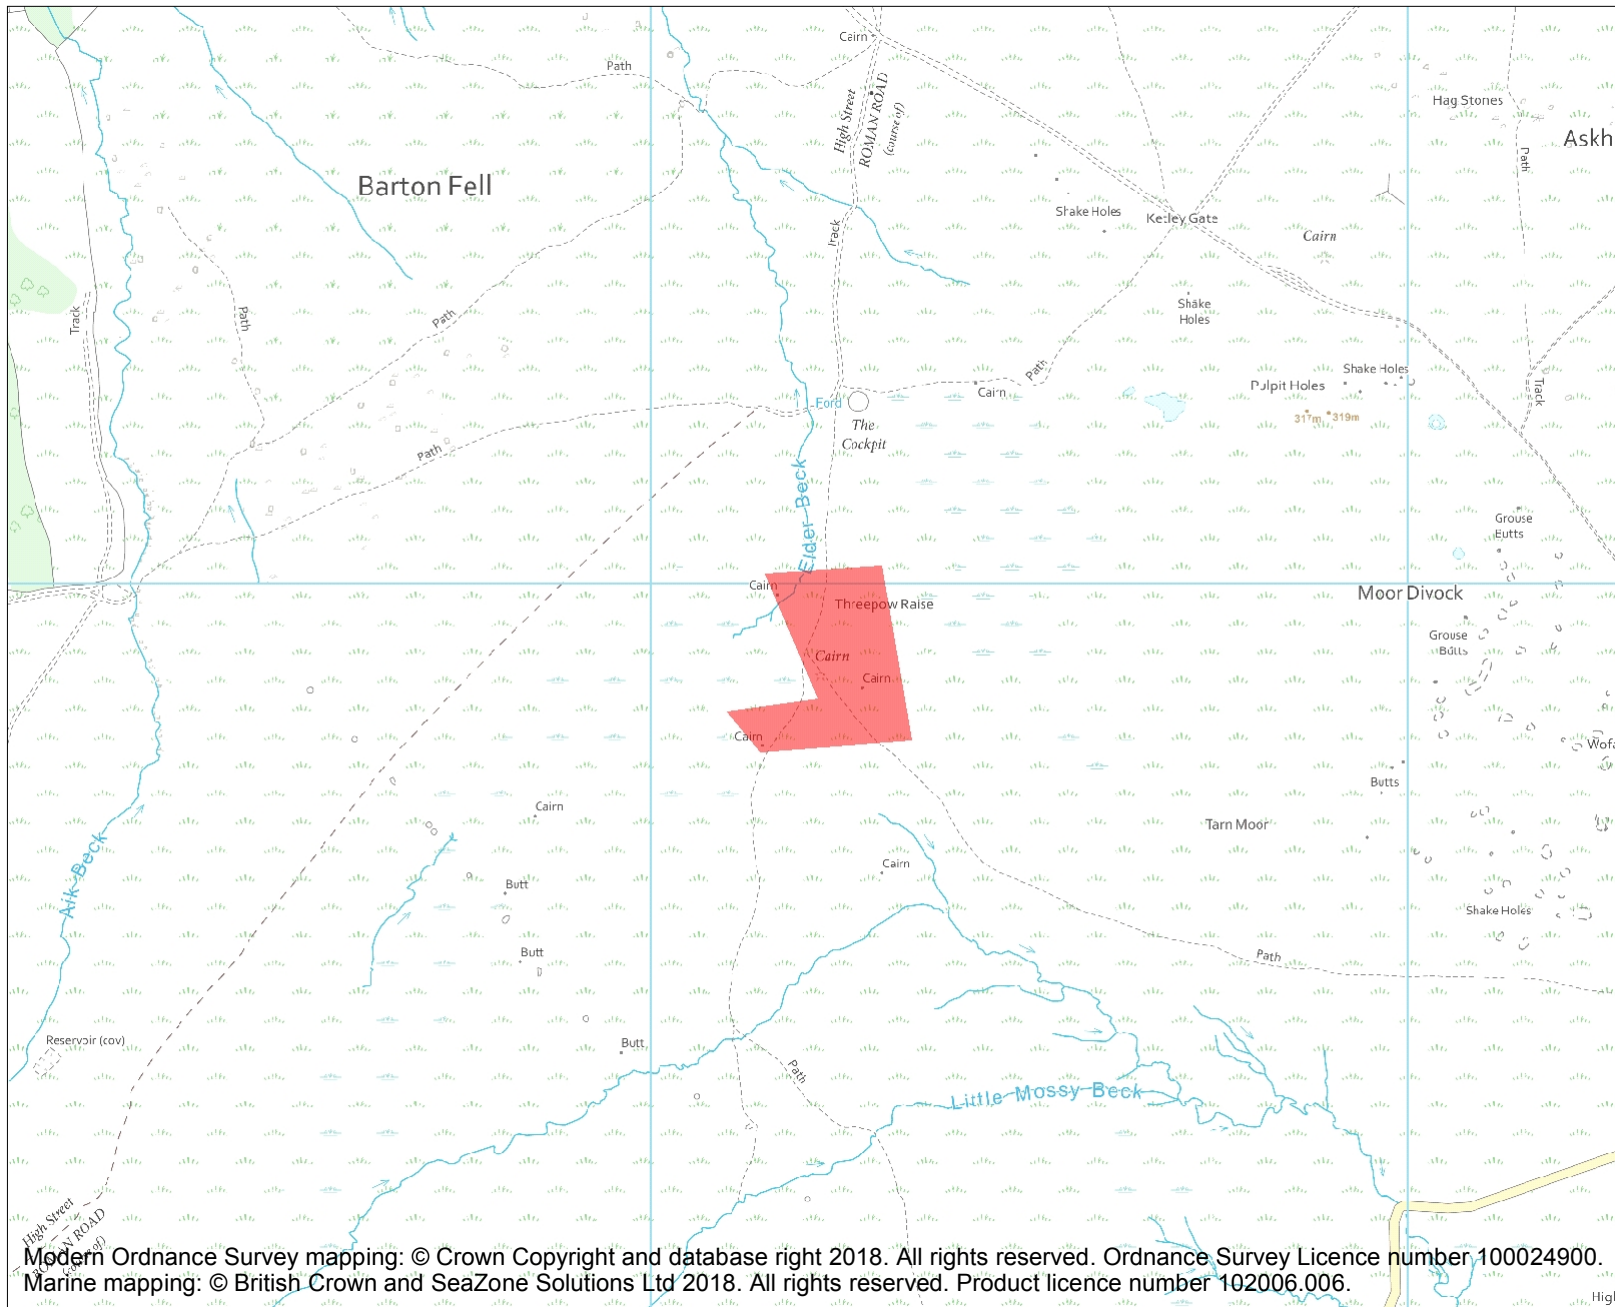 Cairn
Path
High Street
ROMAN ROAD
(course of)
Hag Stones
Askh
Path
Barton Fell
Shake Holes
Ketley Gate
Cairn
Track
Track
Path
Path
Shake
Holes
Path
Cairn
Pulpit Holes
Shake Holes
Track
317m
319m
Ford
The
Cockpit
Path
Elder Beck
Grouse
Butts
Cairn
Threepow Raise
Moor Divock
Grouse
Butts
Cairn
Cairn
Cairn
Wofa
Butts
Cairn
Tarn Moor
Aik Beck
Cairn
Butt
Shake Holes
Butt
Path
Reservoir (cov)
Butt
Path
Little Mossy Beck
High Street
ROMAN ROAD
(course of)
Modern Ordnance Survey mapping: © Crown Copyright and database right 2018. All rights reserved. Ordnance Survey Licence number 100024900.
Marine mapping: © British Crown and SeaZone Solutions Ltd 2018. All rights reserved. Product licence number 102006.006.
High